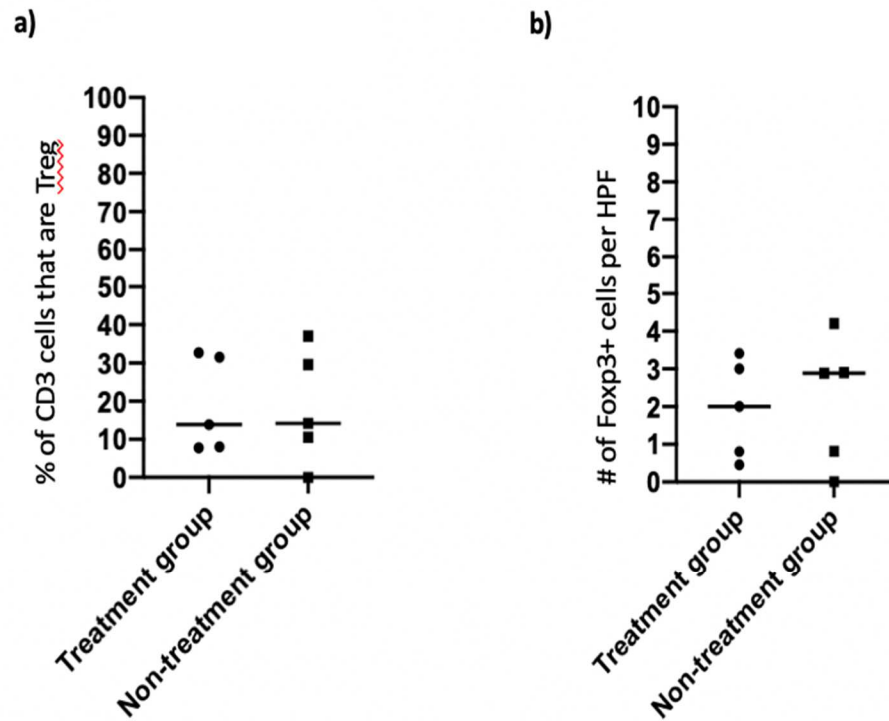 a)
% of CD3 cells that are Treg
100
90
80
70
60
50
40
30
20
10
0
Treatment group
Non-treatment group
b)
# of Foxp3+ cells per HPF
10
9
8
7
6
5
4
3
2
1
0
Treatment group
Non-treatment group